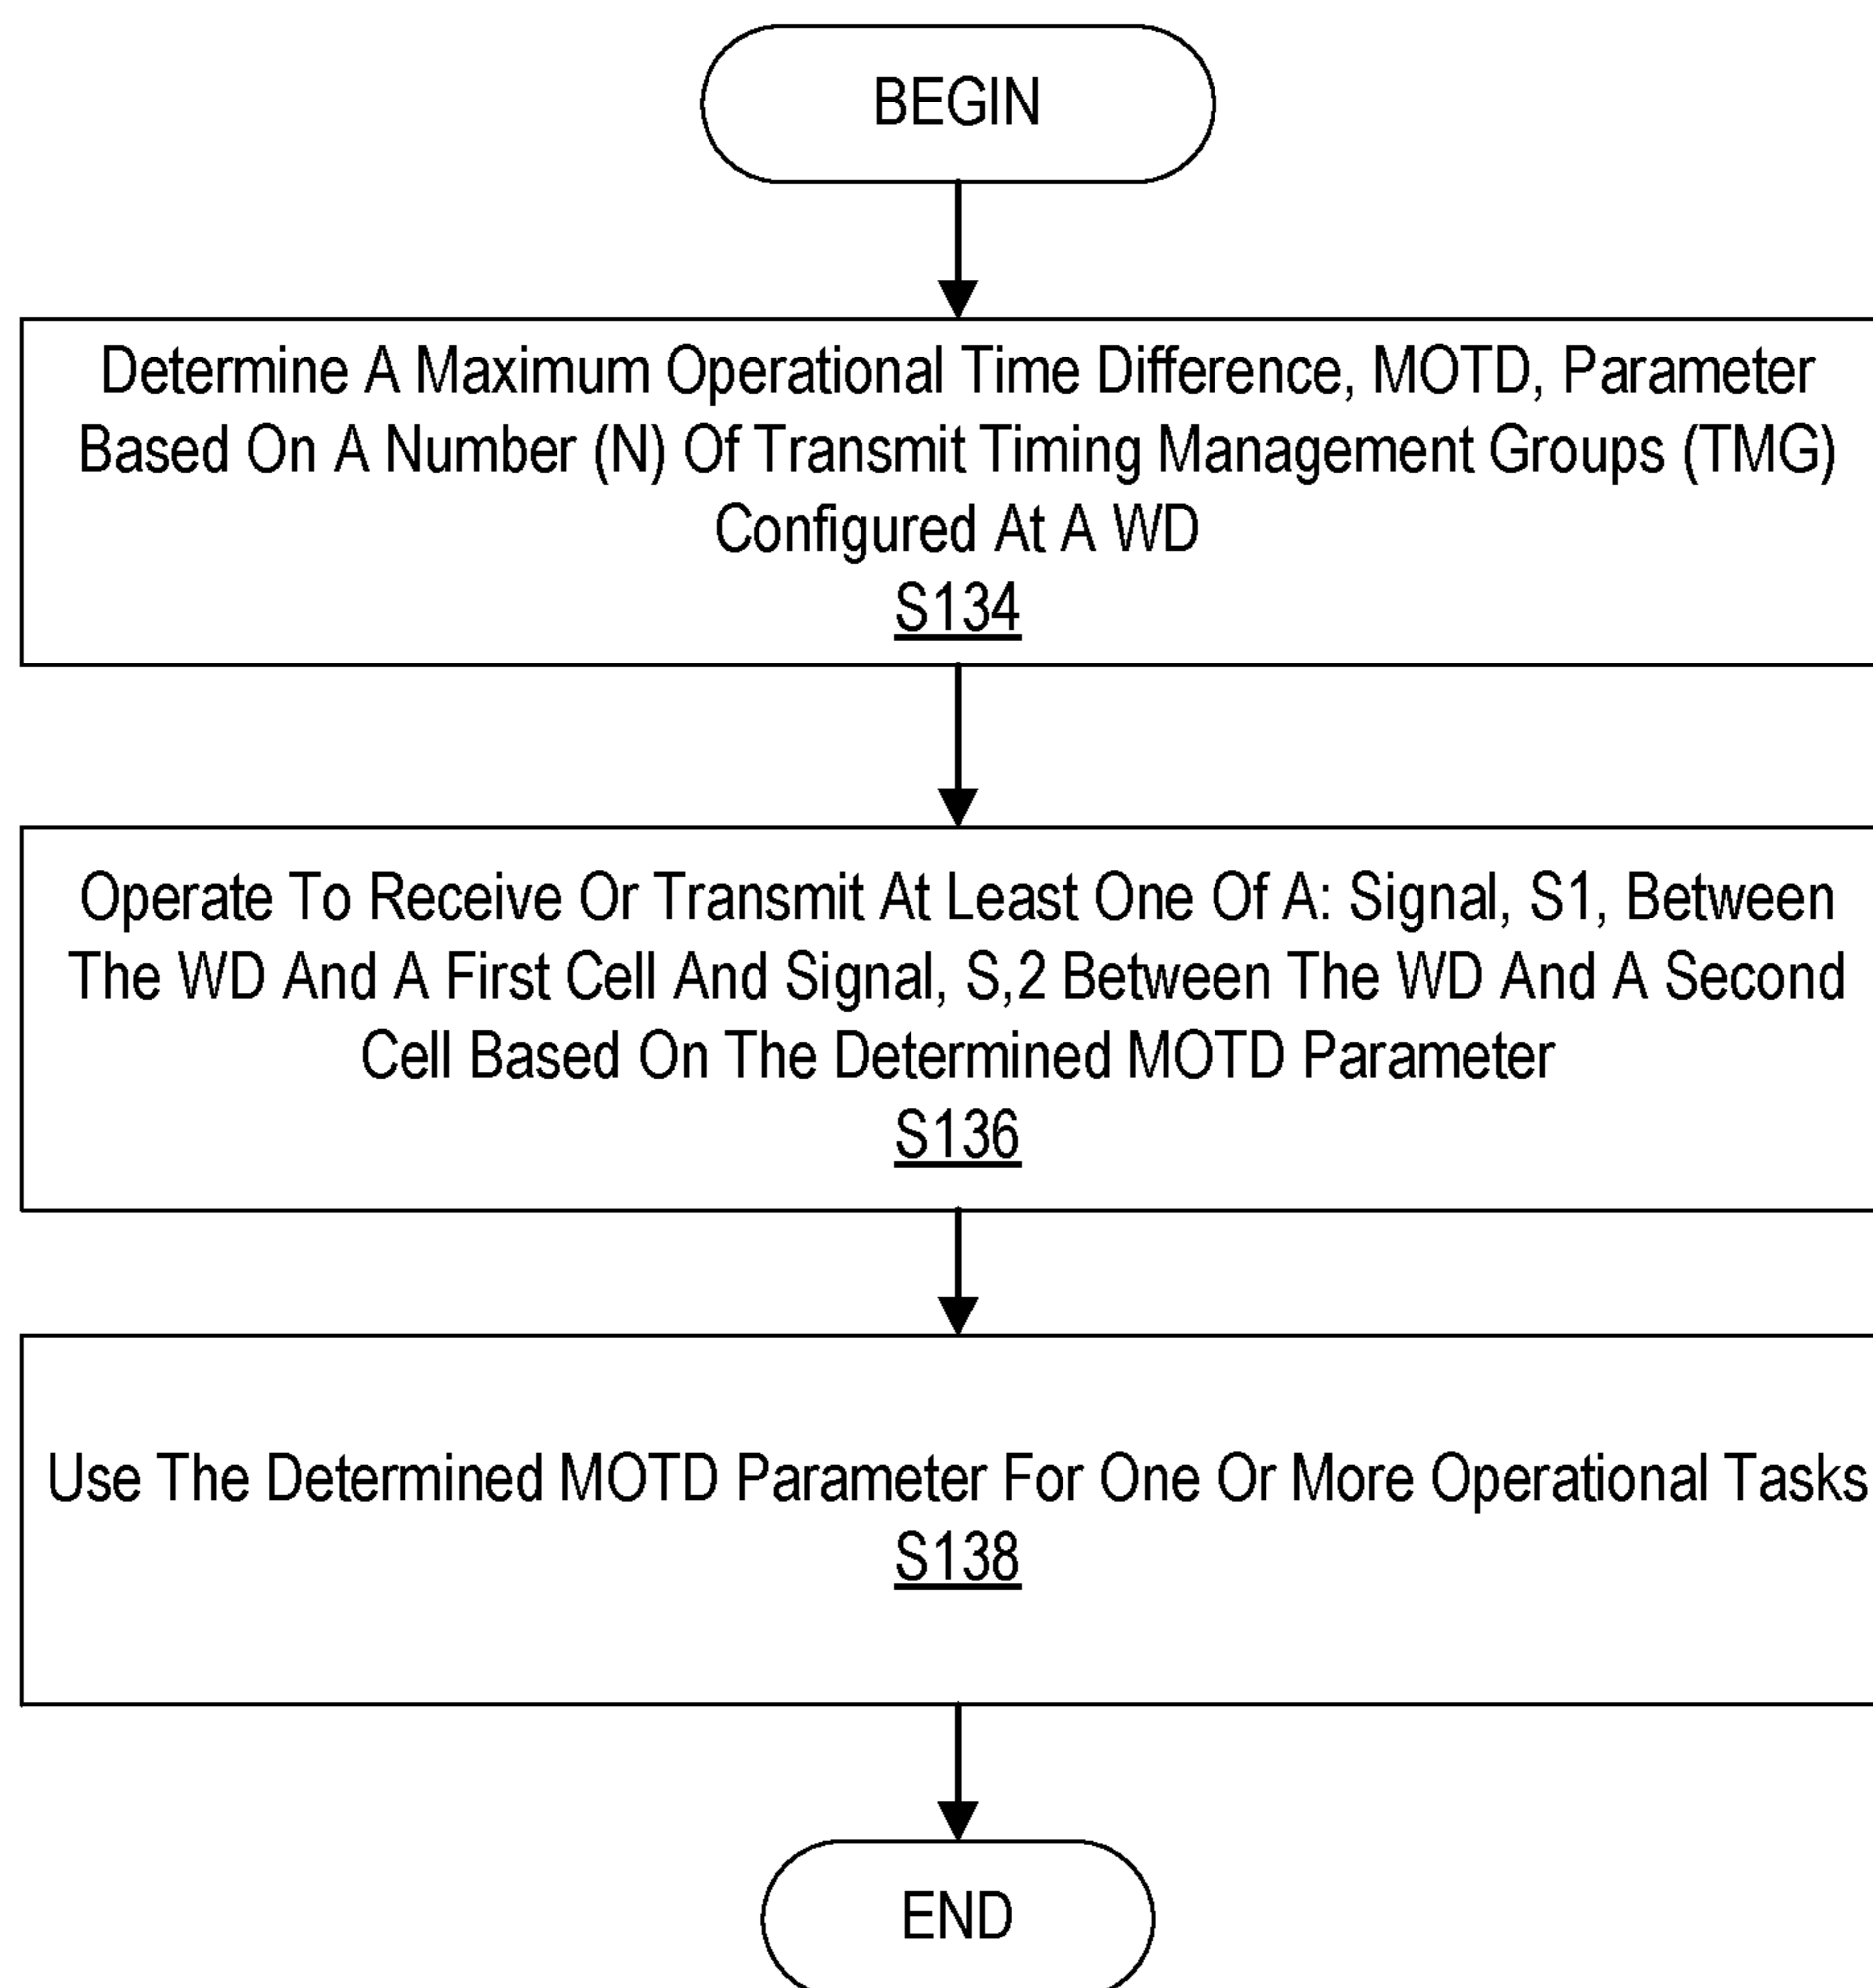 BEGIN
Determine A Maximum Operational Time Difference, MOTD, Parameter
Based On A Number (N) Of Transmit Timing Management Groups (TMG)
Configured At A WD
S134
Operate To Receive Or Transmit At Least One Of A: Signal, S1, Between
The WD And A First Cell And Signal, S,2 Between The WD And A Second
Cell Based On The Determined MOTD Parameter
S136
Use The Determined MOTD Parameter For One Or More Operational Tasks
S138
END